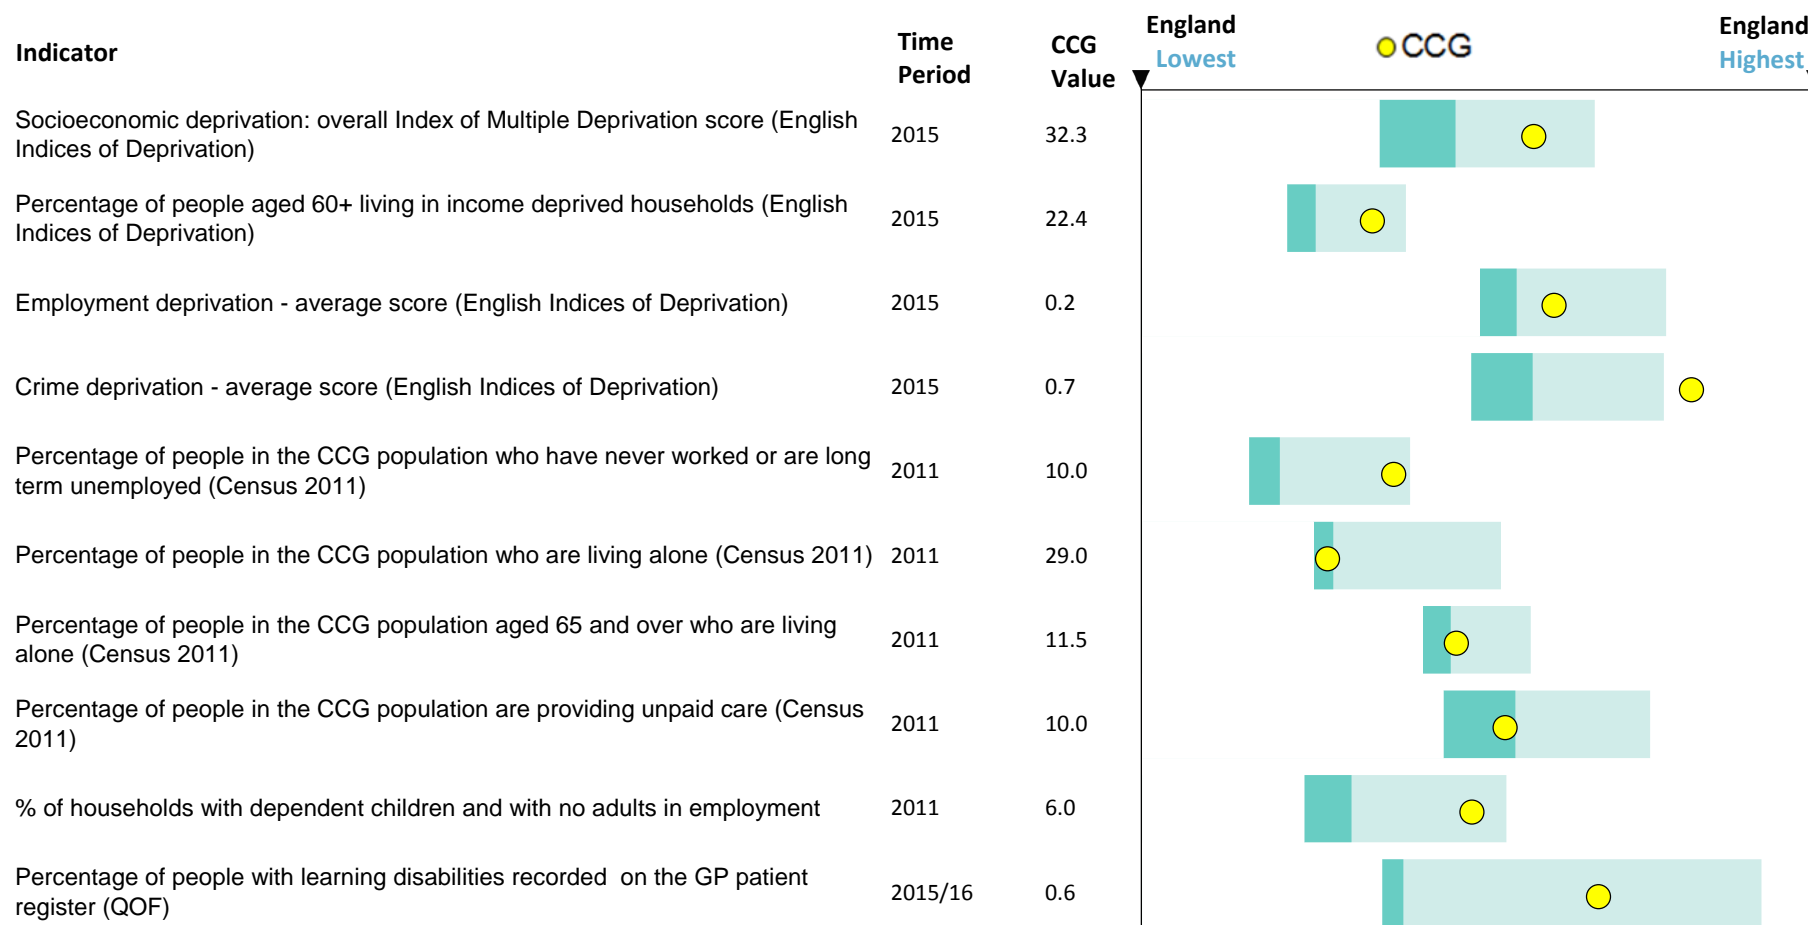 Indicator
Time
Period
CCG
Value
England
Lowest
CCG
England
Highest
Socioeconomic deprivation: overall Index of Multiple Deprivation score (English
Indices of Deprivation)
2015
32.3
Percentage of people aged 60+ living in income deprived households (English
Indices of Deprivation)
2015
22.4
Employment deprivation - average score (English Indices of Deprivation)
2015
0.2
Crime deprivation - average score (English Indices of Deprivation)
2015
0.7
Percentage of people in the CCG population who have never worked or are long
term unemployed (Census 2011)
2011
10.0
Percentage of people in the CCG population who are living alone (Census 2011)
2011
29.0
Percentage of people in the CCG population aged 65 and over who are living
alone (Census 2011)
2011
11.5
Percentage of people in the CCG population are providing unpaid care (Census
2011)
2011
10.0
% of households with dependent children and with no adults in employment
2011
6.0
Percentage of people with learning disabilities recorded  on the GP patient
register (QOF)
2015/16
0.6